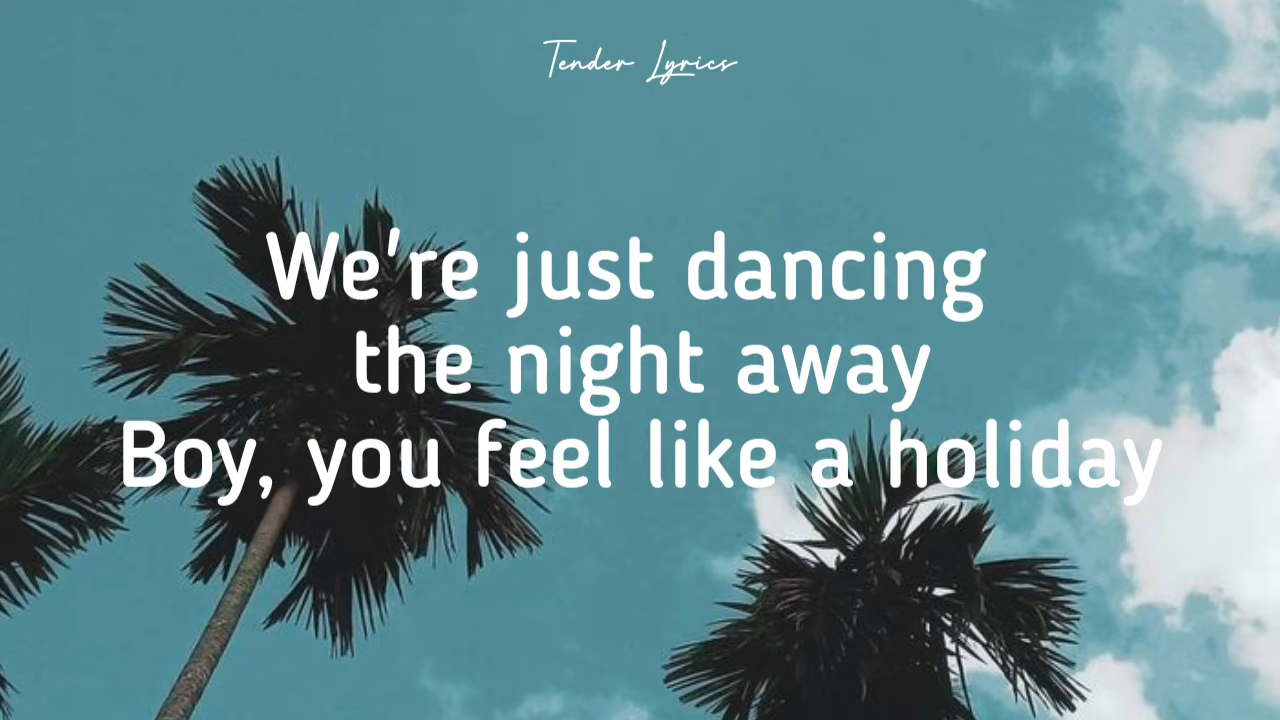 Tender Lyrics
We're just dancing
the night away
Boy, you feel like a holiday